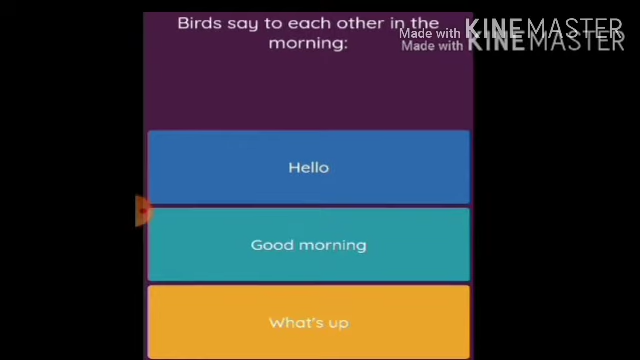 Birds say to each other in the
morning:
Made with KINEMASTER
Made with KINEMASTER
Hello
Good morning
What's up